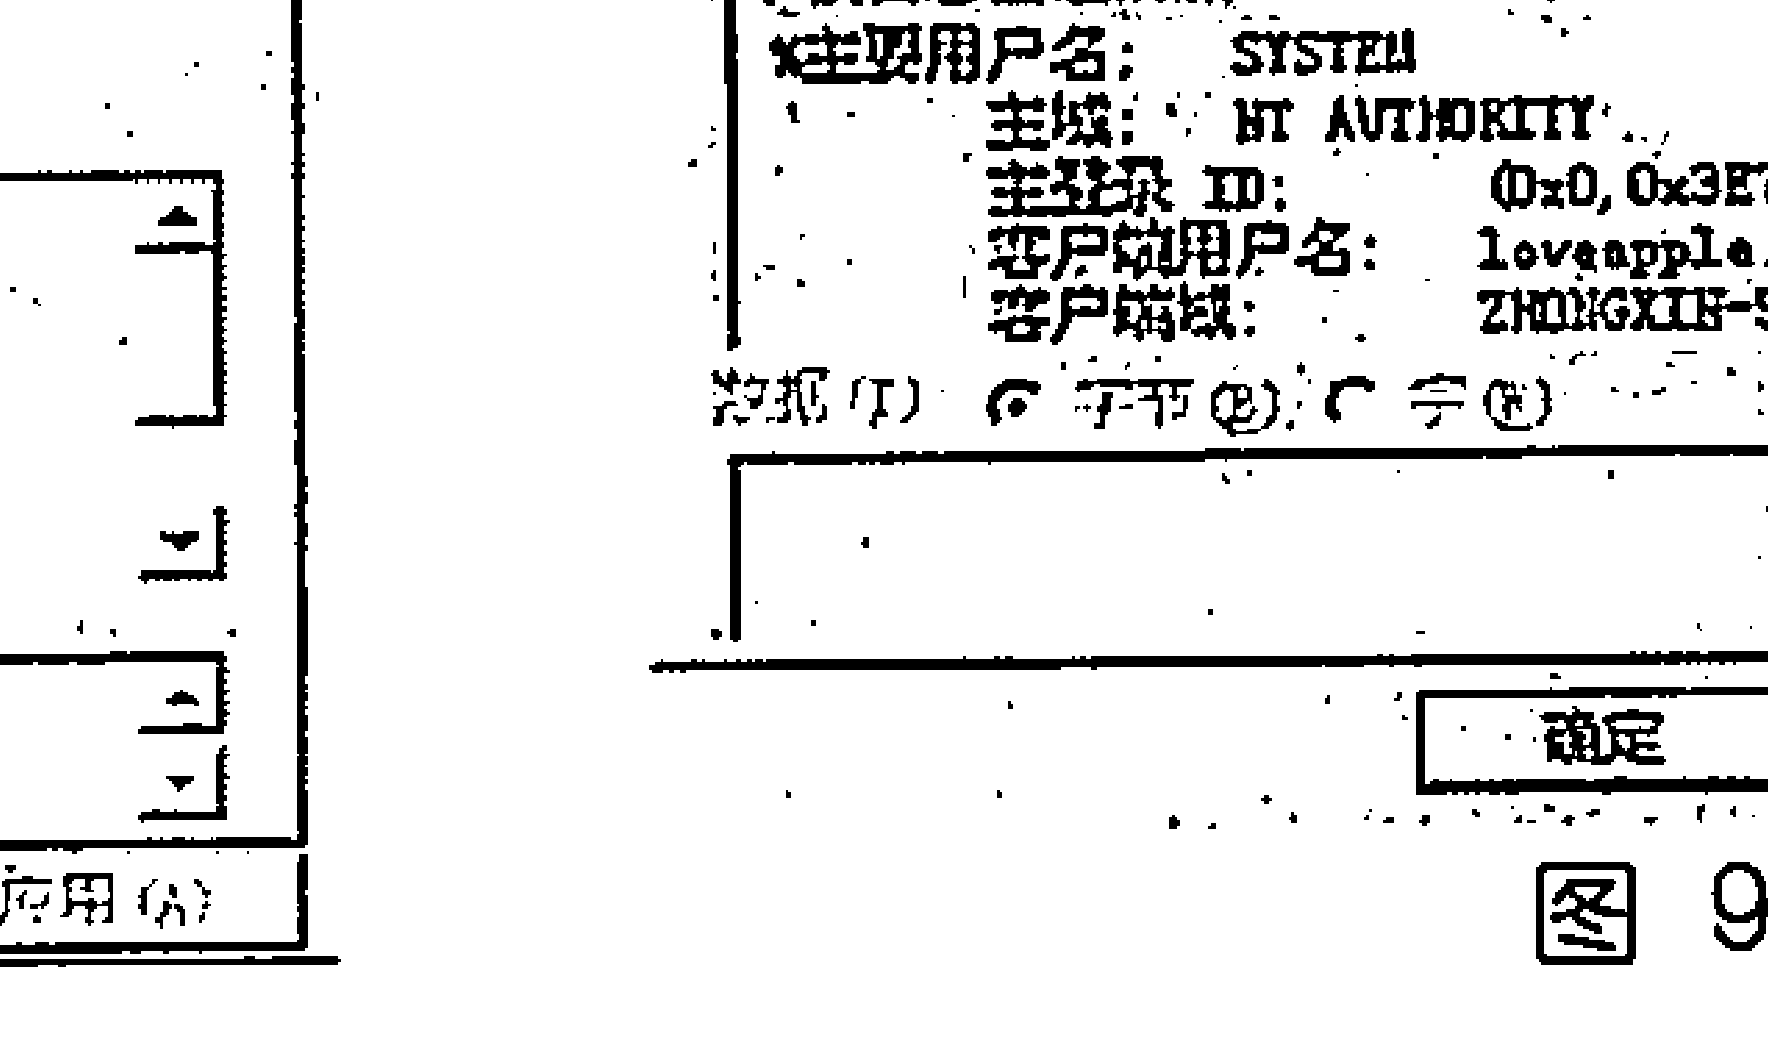 主要用户名: SYSTEM
主域: NT AUTHORITY
主登录 ID: (0x0,0x3E
客户端用户名: loveapple
客户端域: ZHONGXIN-
数据(T) 字节(B) 字(W)
确定
应用(A)
图 9